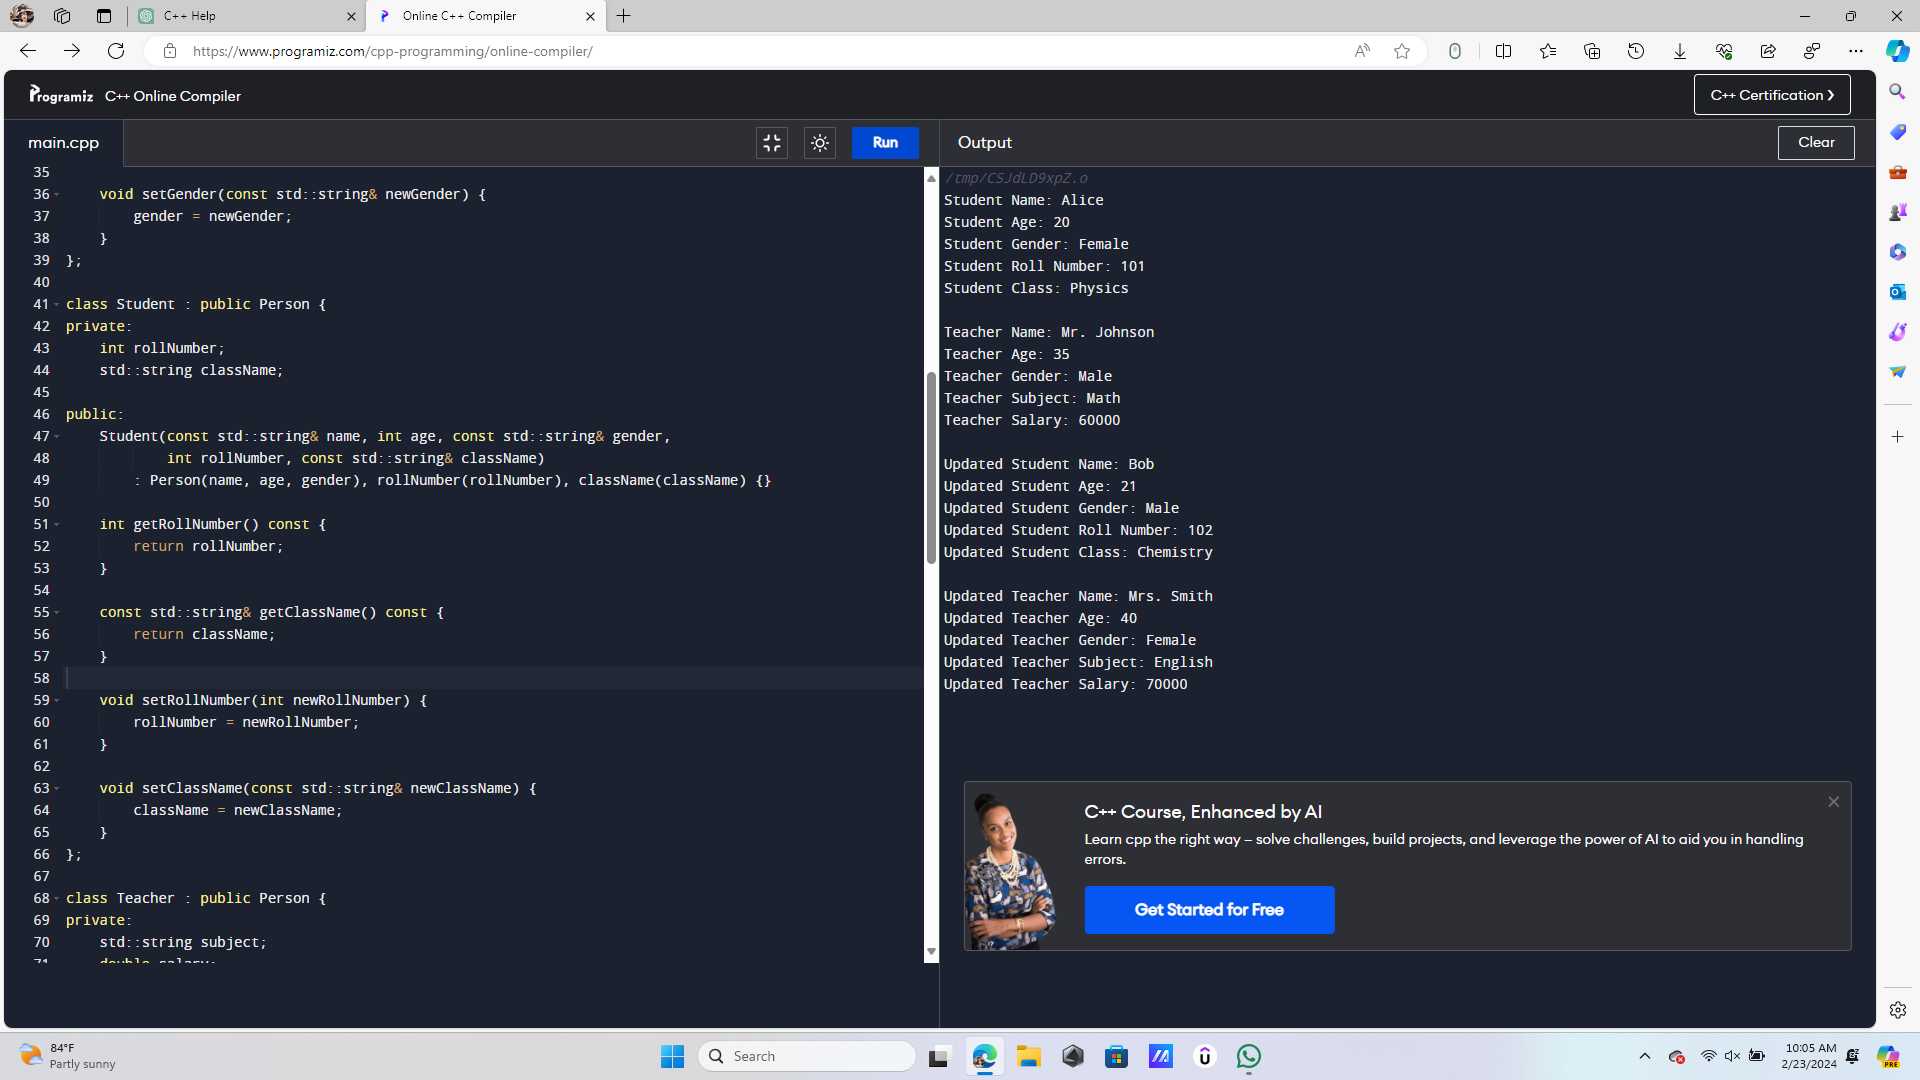 C++ Help
Online C++ Compiler
https://www.programiz.com/cpp-programming/online-compiler/
Programiz C++ Online Compiler
C++ Certification ❯
main.cpp
Run
35
36 void setGender(const std::string& newGender) {
37 gender = newGender;
38 }
39 };
40
41 class Student : public Person {
42 private:
43 int rollNumber;
44 std::string className;
45
46 public:
47 Student(const std::string& name, int age, const std::string& gender,
48 int rollNumber, const std::string& className)
49 : Person(name, age, gender), rollNumber(rollNumber), className(className) {}
50
51 int getRollNumber() const {
52 return rollNumber;
53 }
54
55 const std::string& getClassName() const {
56 return className;
57 }
58
59 void setRollNumber(int newRollNumber) {
60 rollNumber = newRollNumber;
61 }
62
63 void setClassName(const std::string& newClassName) {
64 className = newClassName;
65 }
66 };
67
68 class Teacher : public Person {
69 private:
70 std::string subject;
71 double salary;
Output
Clear
/tmp/CSJdLD9xpZ.o
Student Name: Alice
Student Age: 20
Student Gender: Female
Student Roll Number: 101
Student Class: Physics
Teacher Name: Mr. Johnson
Teacher Age: 35
Teacher Gender: Male
Teacher Subject: Math
Teacher Salary: 60000
Updated Student Name: Bob
Updated Student Age: 21
Updated Student Gender: Male
Updated Student Roll Number: 102
Updated Student Class: Chemistry
Updated Teacher Name: Mrs. Smith
Updated Teacher Age: 40
Updated Teacher Gender: Female
Updated Teacher Subject: English
Updated Teacher Salary: 70000
C++ Course, Enhanced by AI
Learn cpp the right way – solve challenges, build projects, and leverage the power of AI to aid you in handling
errors.
Get Started for Free
84°F
Partly sunny
Search
10:05 AM
2/23/2024
PRE